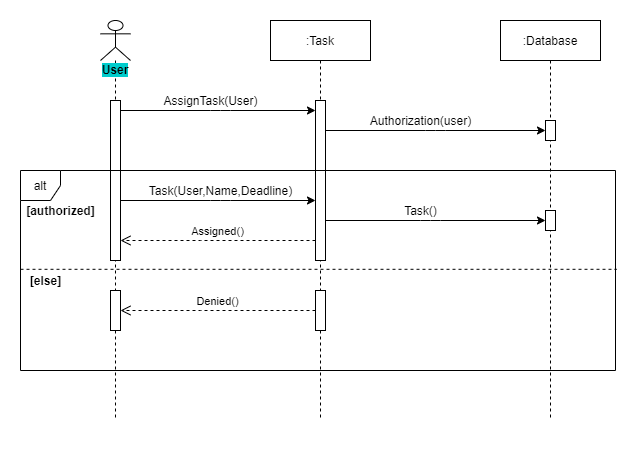 :Task
:Database
User
AssignTask(User)
Authorization(user)
alt
Task(User,Name,Deadline)
[authorized]
Task()
Assigned()
[else]
Denied()